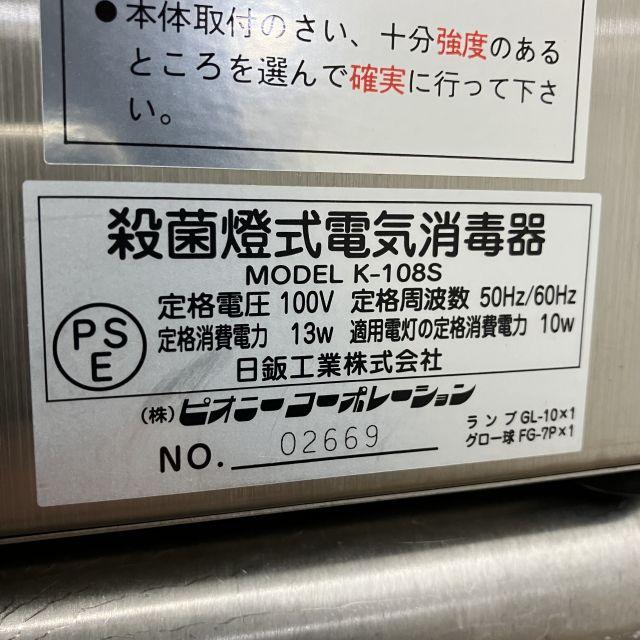 ●本体取付のさい、十分強度のある
ところを選んで確実に行って下さ
い。
殺菌燈式電気消毒器
MODEL K-108S
定格電圧 100V 定格周波数 50Hz/60Hz
定格消費電力 13w 適用電灯の定格消費電力 10w
PS
E
日鈑工業株式会社
(株)ピオニーコーポレーション
ランプGL-10×1
グロー球FG-7P×1
NO. 02669